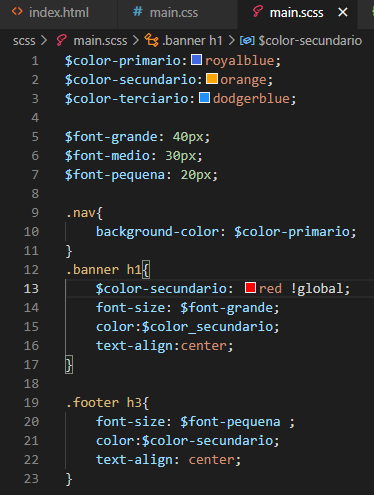 index.html main.css main.scss
scss > main.scss > .banner h1 > $color-secundario
1 $color-primario: royalblue;
2 $color-secundario: orange;
3 $color-terciario: dodgerblue;
4
5 $font-grande: 40px;
6 $font-medio: 30px;
7 $font-pequena: 20px;
8
9 .nav{
10 background-color: $color-primario;
11 }
12 .banner h1{
13 $color-secundario: red !global;
14 font-size: $font-grande;
15 color:$color_secundario;
16 text-align:center;
17 }
18
19 .footer h3{
20 font-size: $font-pequena ;
21 color:$color-secundario;
22 text-align: center;
23 }